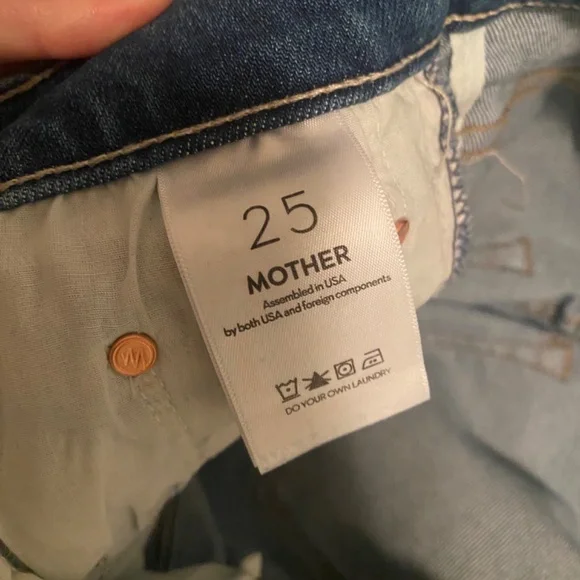 25
MOTHER
Assembled in USA
by both USA and foreign components
DO YOUR OWN LAUNDRY